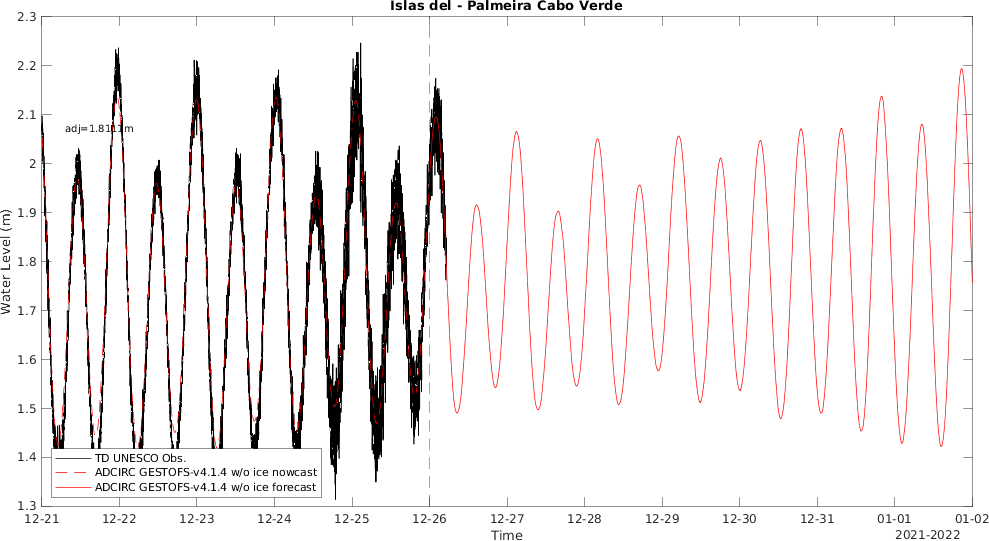 Islas del - Palmeira Cabo Verde
2.3
2.2
2.1
2
1.9
1.8
1.7
1.6
1.5
1.4
1.3
Water Level (m)
adj=1.8111m
TD UNESCO Obs.
ADCIRC GESTOFS-v4.1.4 w/o ice nowcast
ADCIRC GESTOFS-v4.1.4 w/o ice forecast
12-21 12-22 12-23 12-24 12-25 12-26 12-27 12-28 12-29 12-30 12-31 01-01 01-02
Time
2021-2022